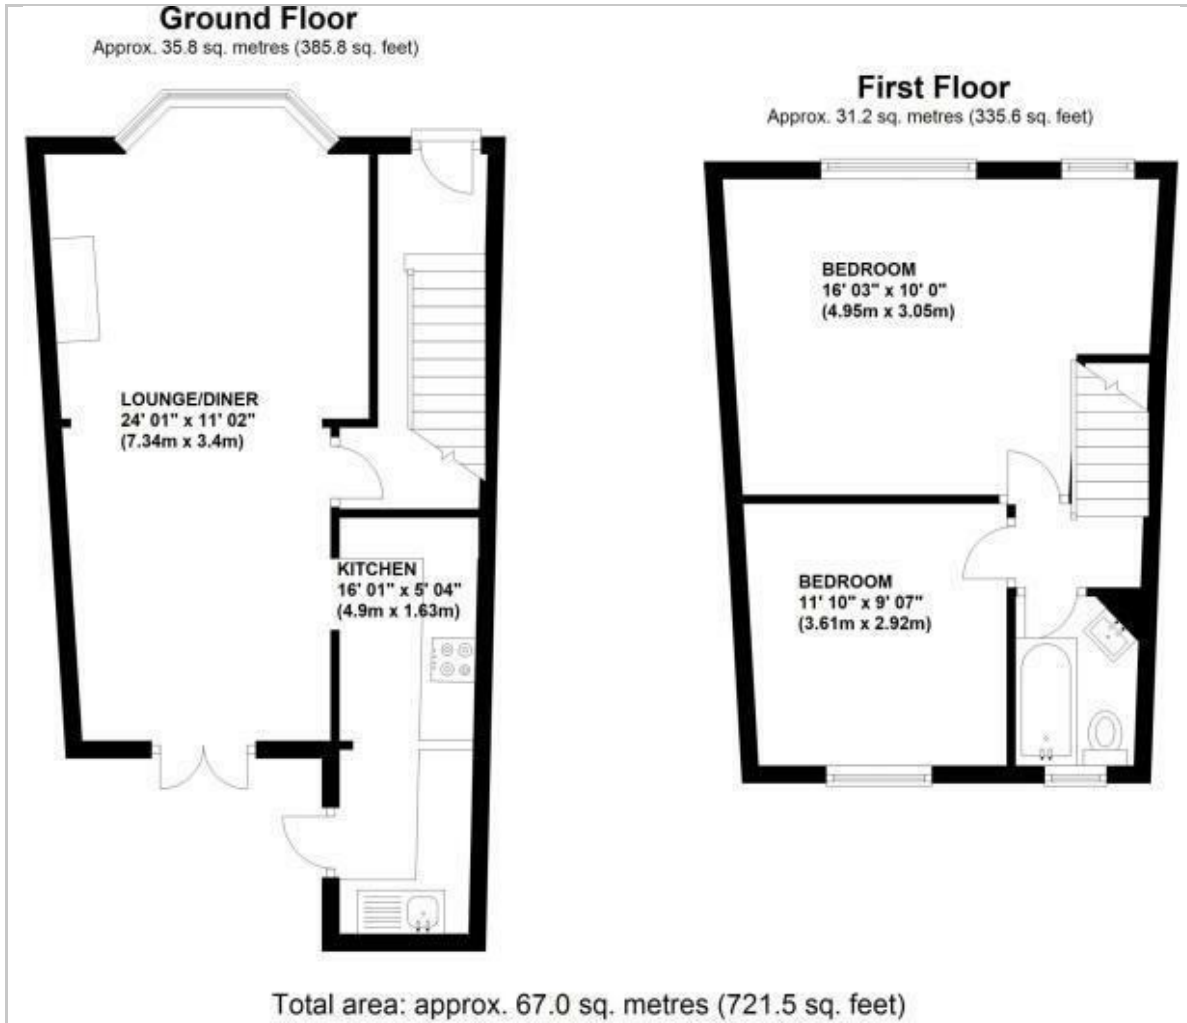 Ground Floor
Approx. 35.8 sq. metres (385.8 sq. feet)
LOUNGE/DINER
24' 01" x 11' 02"
(7.34m x 3.4m)
KITCHEN
16' 01" x 5' 04"
(4.9m x 1.63m)
First Floor
Approx. 31.2 sq. metres (335.6 sq. feet)
BEDROOM
16' 03" x 10' 0"
(4.95m x 3.05m)
BEDROOM
11' 10" x 9' 07"
(3.61m x 2.92m)
Total area: approx. 67.0 sq. metres (721.5 sq. feet)